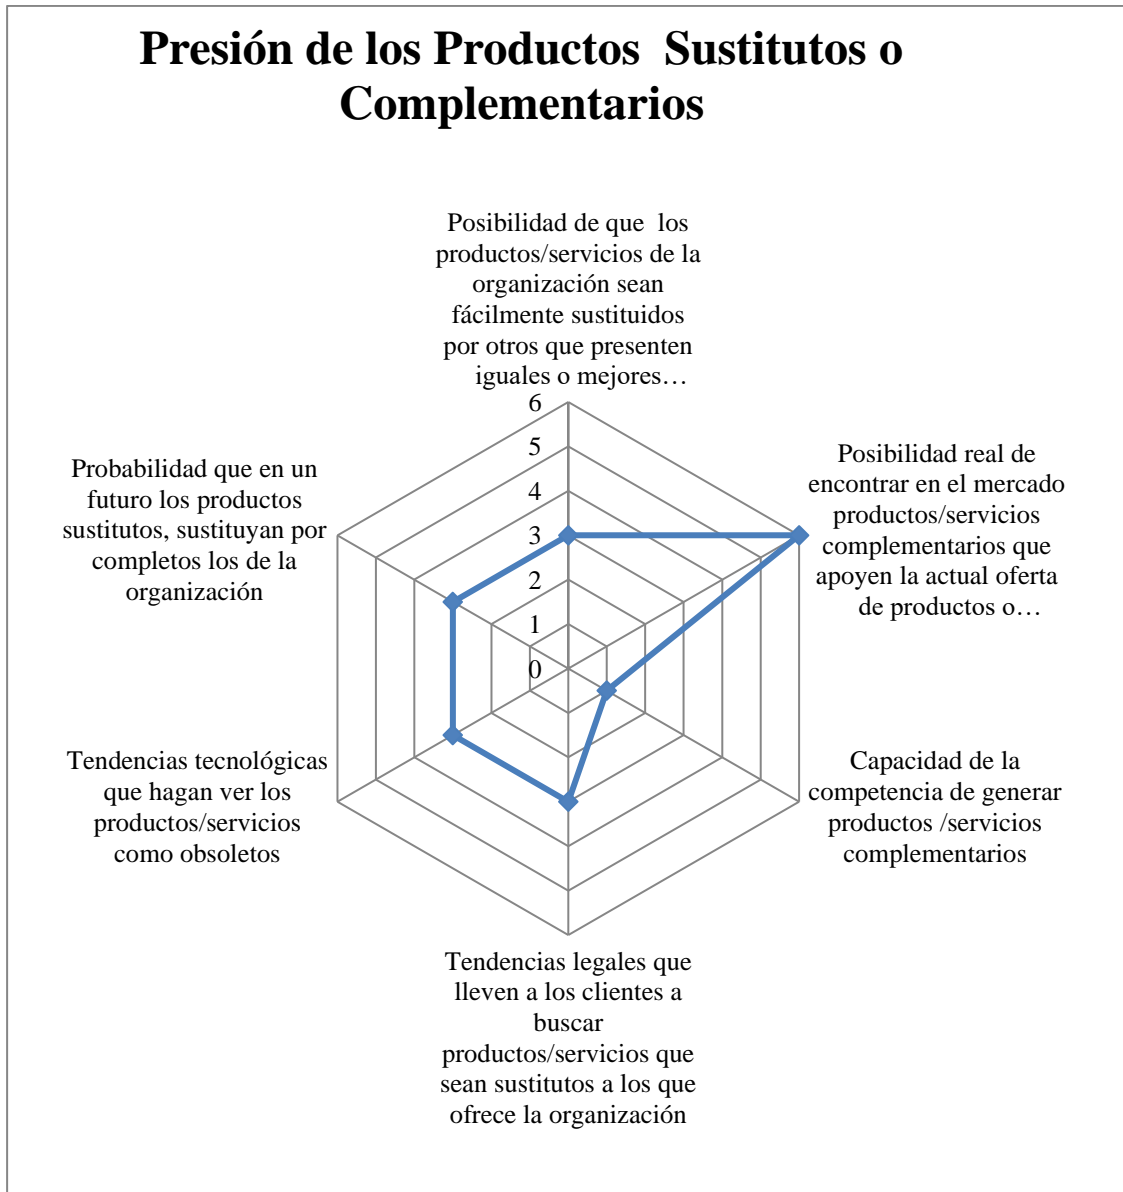 Presión de los Productos  Sustitutos o
Complementarios
Posibilidad de que  los
productos/servicios de la
organización sean
fácilmente sustituidos
por otros que presenten
iguales o mejores…
6
5
4
3
2
1
0
Posibilidad real de
encontrar en el mercado
productos/servicios
complementarios que
apoyen la actual oferta
de productos o…
Capacidad de la
competencia de generar
productos /servicios
complementarios
Tendencias legales que
lleven a los clientes a
buscar
productos/servicios que
sean sustitutos a los que
ofrece la organización
Tendencias tecnológicas
que hagan ver los
productos/servicios
como obsoletos
Probabilidad que en un
futuro los productos
sustitutos, sustituyan por
completos los de la
organización